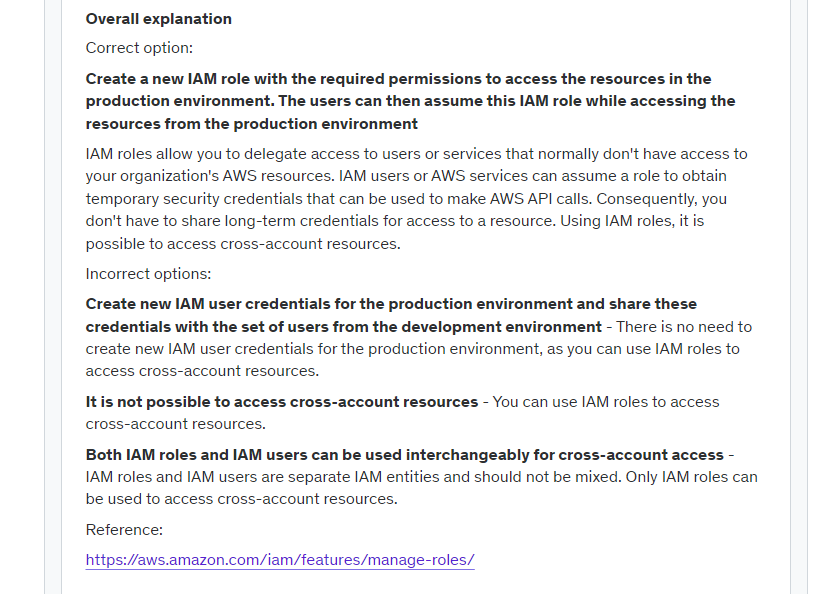 Overall explanation
Correct option:
Create a new IAM role with the required permissions to access the resources in the
production environment. The users can then assume this IAM role while accessing the
resources from the production environment
IAM roles allow you to delegate access to users or services that normally don't have access to
your organization's AWS resources. IAM users or AWS services can assume a role to obtain
temporary security credentials that can be used to make AWS API calls. Consequently, you
don't have to share long-term credentials for access to a resource. Using IAM roles, it is
possible to access cross-account resources.
Incorrect options:
Create new IAM user credentials for the production environment and share these
credentials with the set of users from the development environment - There is no need to
create new IAM user credentials for the production environment, as you can use IAM roles to
access cross-account resources.
It is not possible to access cross-account resources - You can use IAM roles to access
cross-account resources.
Both IAM roles and IAM users can be used interchangeably for cross-account access -
IAM roles and IAM users are separate IAM entities and should not be mixed. Only IAM roles can
be used to access cross-account resources.
Reference:
https://aws.amazon.com/iam/features/manage-roles/